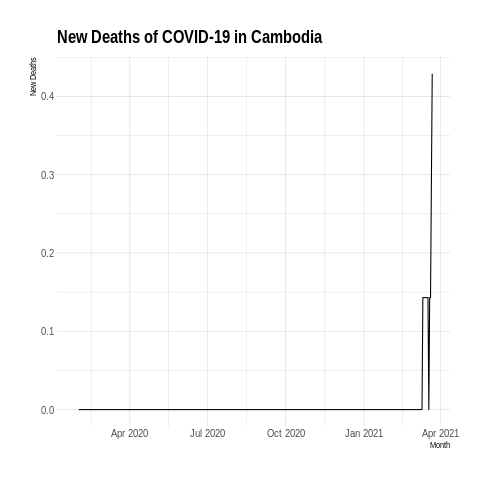 New Deaths of COVID-19 in Cambodia
New Deaths
0.4
0.3
0.2
0.1
0.0
Apr 2020 Jul 2020 Oct 2020 Jan 2021 Apr 2021
Month